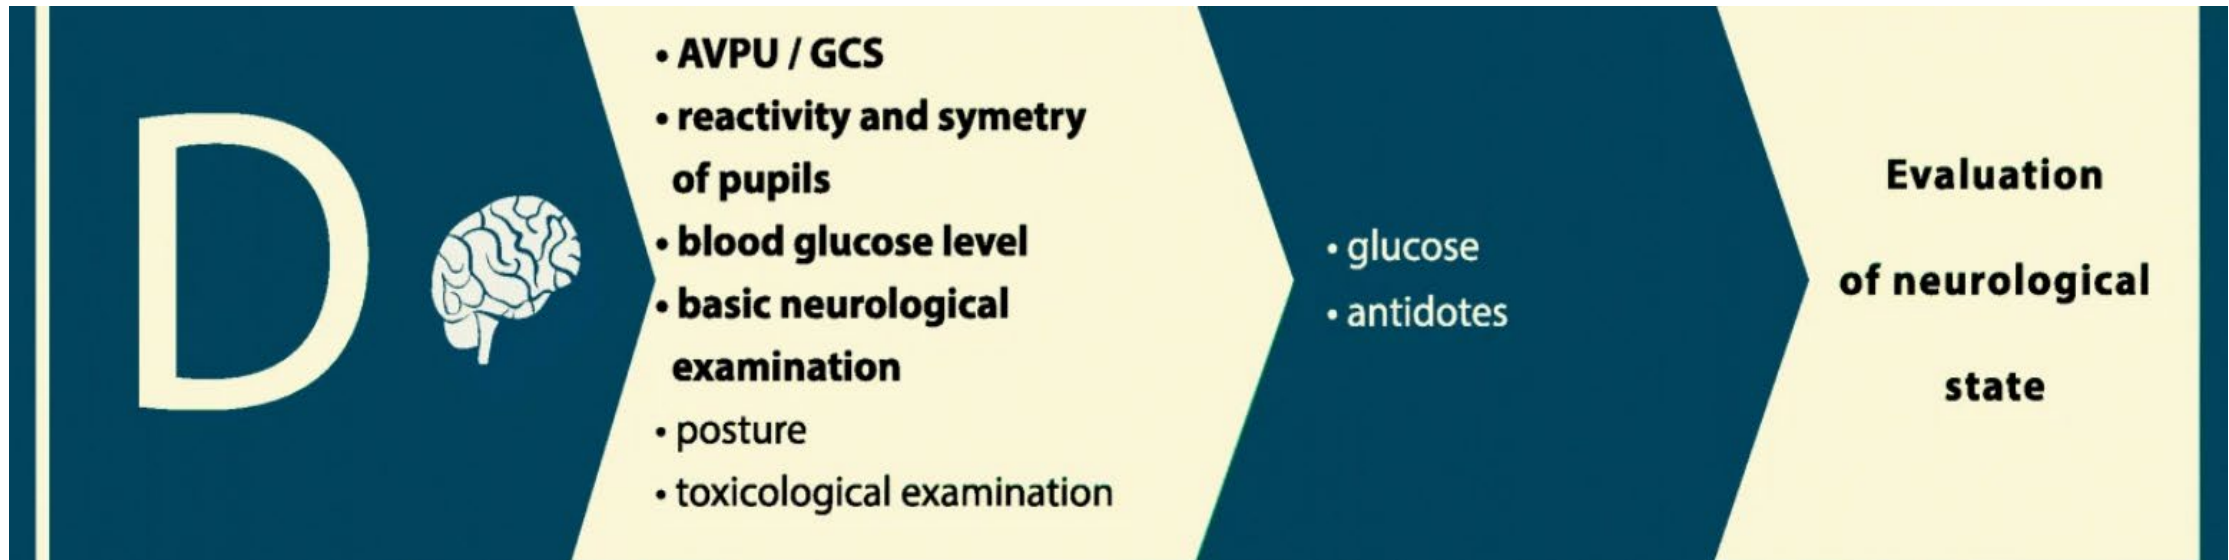 D
• AVPU / GCS
• reactivity and symetry
of pupils
• blood glucose level
• basic neurological
examination
• posture
• toxicological examination
• glucose
• antidotes
Evaluation
of neurological
state